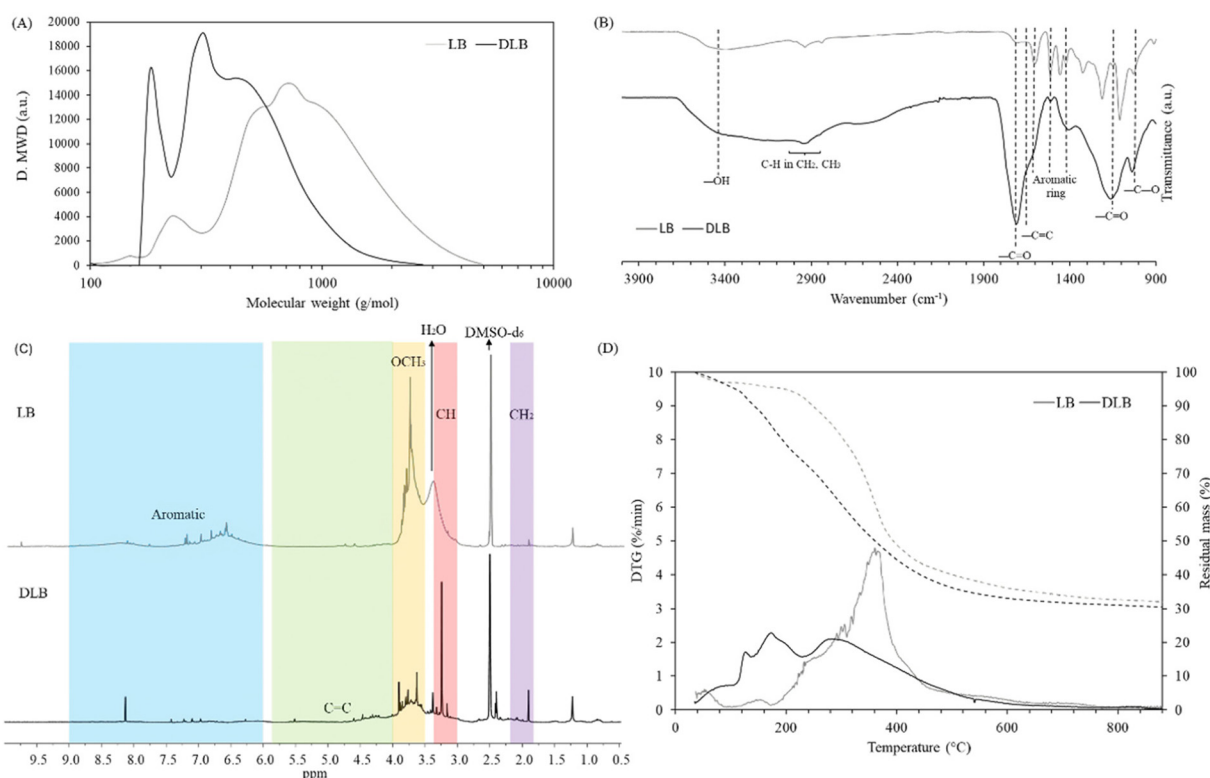 (A)
20000
18000
16000
14000
12000
10000
8000
6000
4000
2000
0
D. MWD (a.u.)
LB DLB
100 1000 10000
Molecular weight (g/mol)
(B)
—OH
C-H in CH2, CH3
Aromatic
ring
—C—O
—C=O
—C=C
—C=O
LB DLB
Transmittance (a.u.)
3900 3400 2900 2400 1900 1400 900
Wavenumber (cm-1)
(C)
H2O
DMSO-d6
OCH3
CH
CH2
LB
Aromatic
DLB
C=C
9.5 9.0 8.5 8.0 7.5 7.0 6.5 6.0 5.5 5.0 4.5 4.0 3.5 3.0 2.5 2.0 1.5 1.0 0.5
ppm
(D)
10
9
8
7
6
5
4
3
2
1
0
DTG (%/min)
LB DLB
100
90
80
70
60
50
40
30
20
10
0
Residual mass (%)
0 200 400 600 800
Temperature (°C)